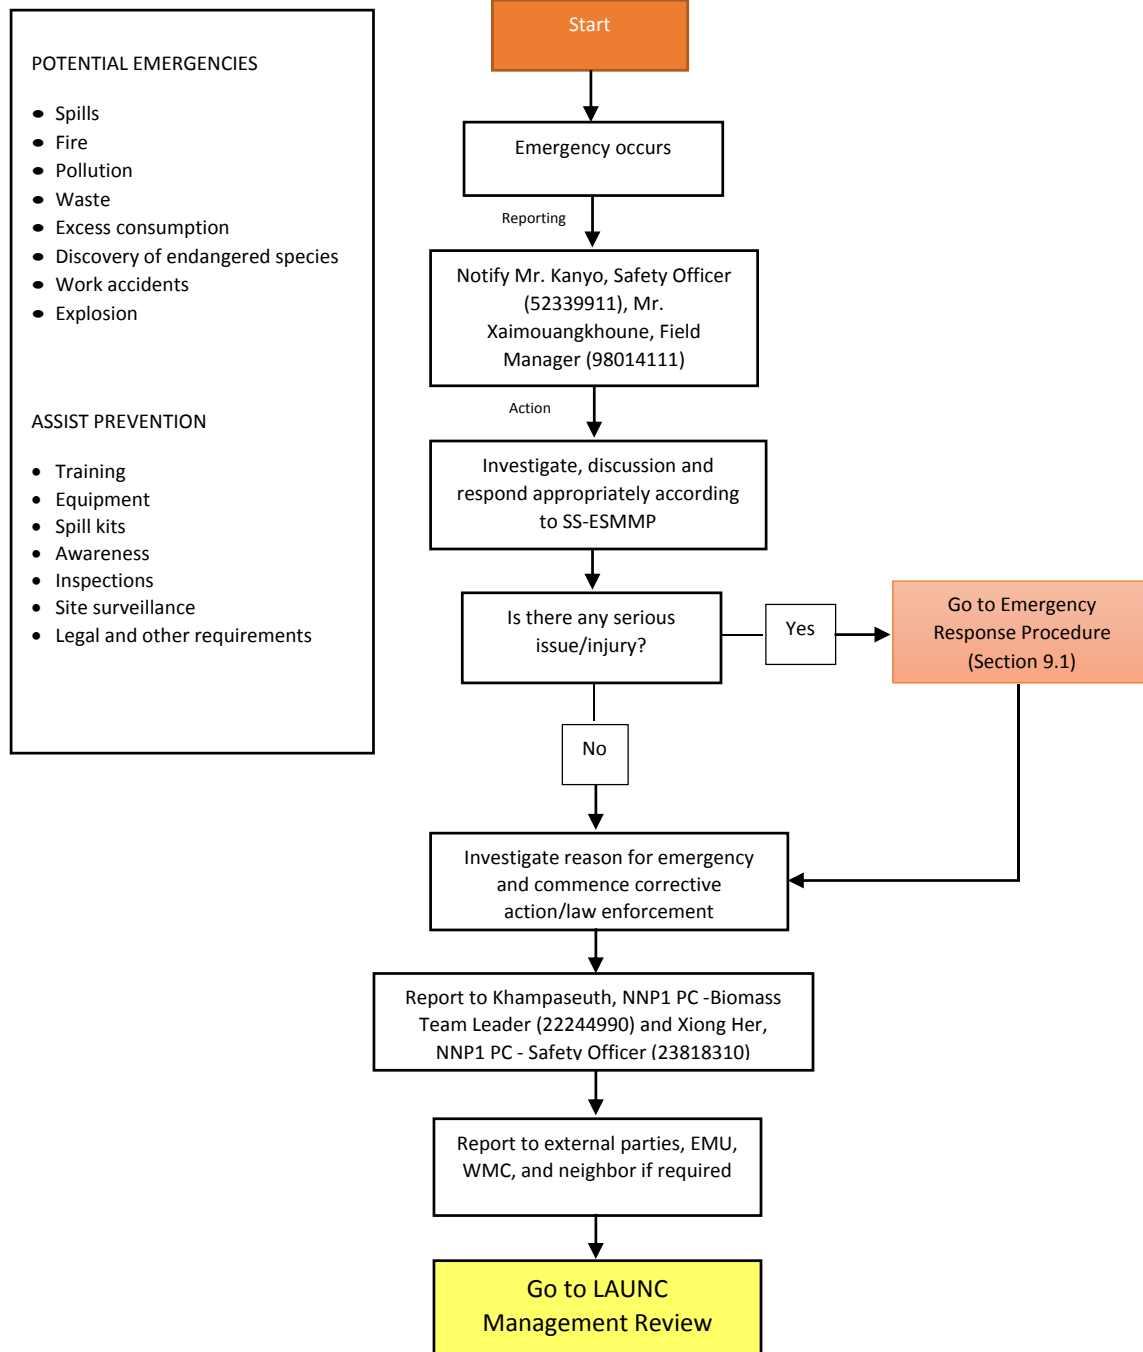 POTENTIAL EMERGENCIES
• Spills
• Fire
• Pollution
• Waste
• Excess consumption
• Discovery of endangered species
• Work accidents
• Explosion
ASSIST PREVENTION
• Training
• Equipment
• Spill kits
• Awareness
• Inspections
• Site surveillance
• Legal and other requirements
Start
Emergency occurs
Reporting
Notify Mr. Kanyo, Safety Officer
(52339911), Mr.
Xaimouangkhoune, Field
Manager (98014111)
Action
Investigate, discussion and
respond appropriately according
to SS-ESMMP
Is there any serious
issue/injury?
Yes
Go to Emergency
Response Procedure
(Section 9.1)
No
Investigate reason for emergency
and commence corrective
action/law enforcement
Report to Khampaseuth, NNP1 PC -Biomass
Team Leader (22244990) and Xiong Her,
NNP1 PC - Safety Officer (23818310)
Report to external parties, EMU,
WMC, and neighbor if required
Go to LAUNC
Management Review